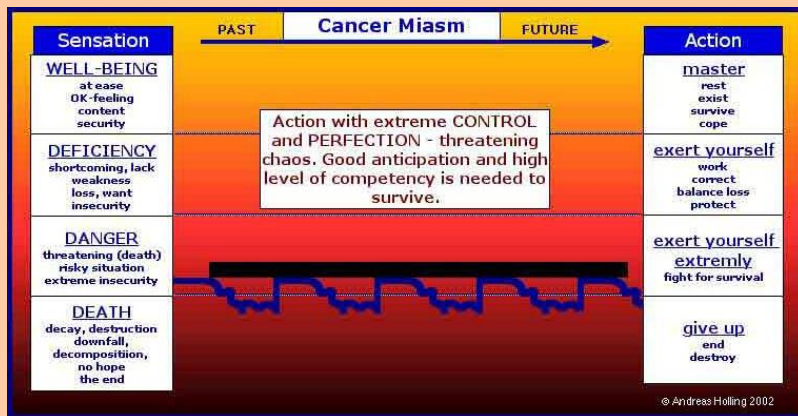 PAST
Cancer Miasm
FUTURE
Sensation
WELL-BEING
at ease
OK-feeling
content
security
DEFICIENCY
shortcoming, lack
weakness
loss, want
insecurity
DANGER
threatening (death)
risky situation
extreme insecurity
DEATH
decay, destruction
downfall,
decomposition,
no hope
the end
Action with extreme CONTROL
and PERFECTION - threatening
chaos. Good anticipation and high
level of competency is needed to
survive.
Action
master
rest
exist
survive
cope
exert yourself
work
correct
balance loss
protect
exert yourself
extremly
fight for survival
give up
end
destroy
© Andreas Holling 2002